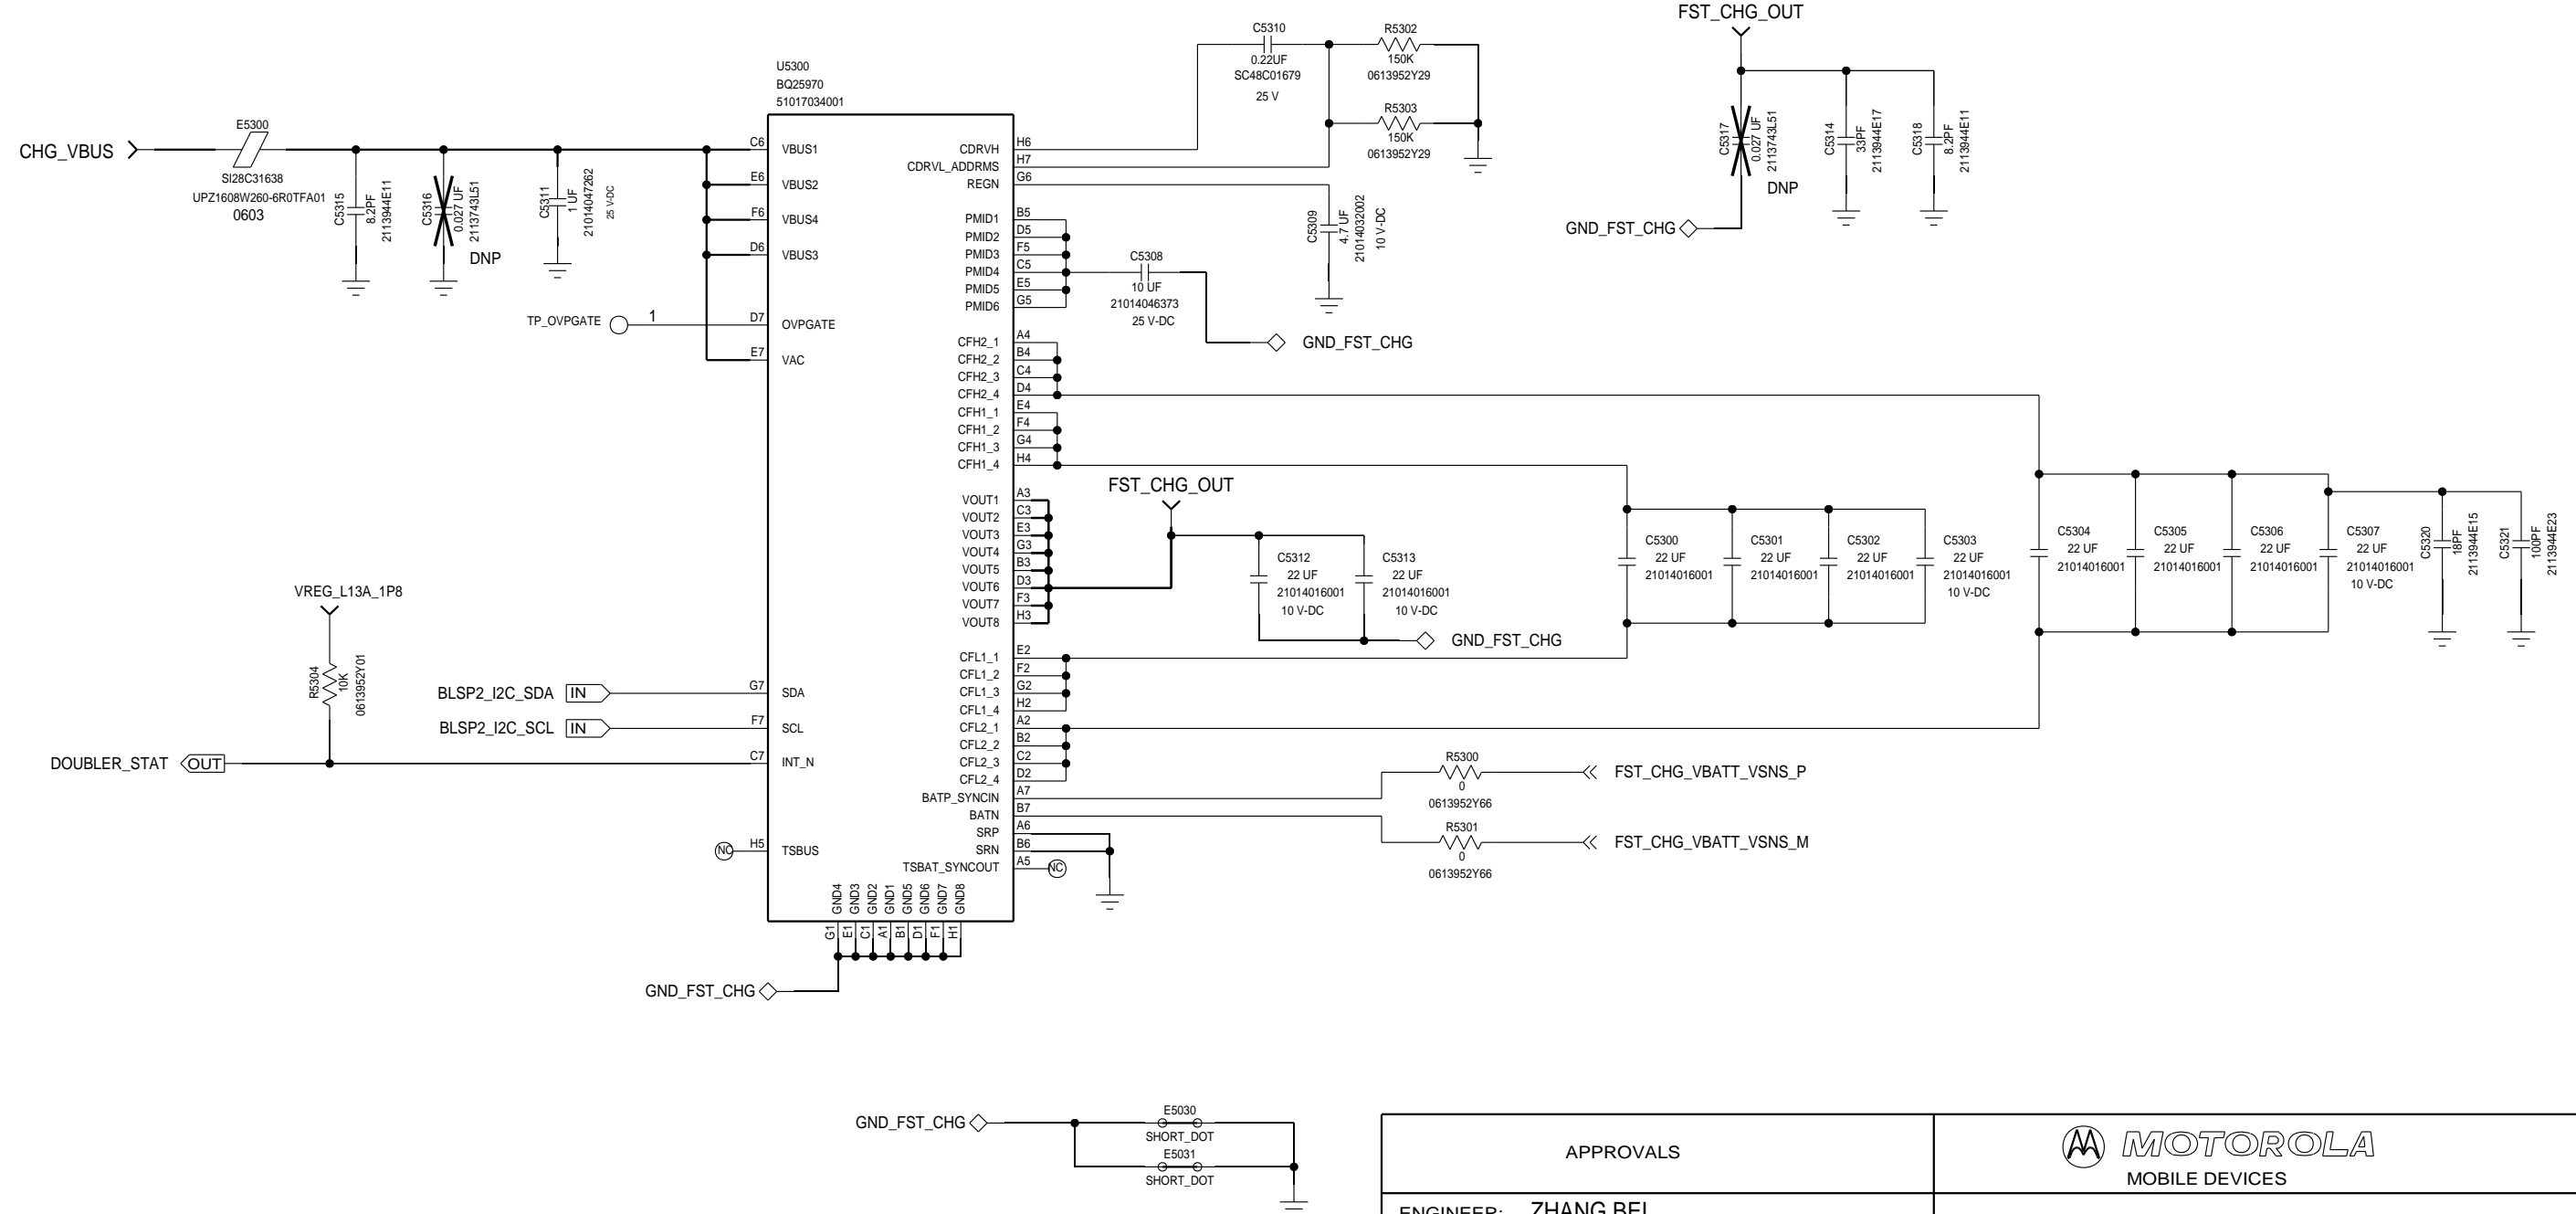 FST_CHG_OUT
C5317
0.027 UF
2113743L51
DNP
C5314
33PF
2113944E17
C5318
8.2PF
2113944E11
GND_FST_CHG
C5310
0.22UF
SC48C01679
25 V
R5302
150K
0613952Y29
R5303
150K
0613952Y29
U5300
BQ25970
51017034001
CHG_VBUS
E5300
SI28C31638
UPZ1608W260-6R0TFA01
0603
C5315
8.2PF
2113944E11
C5316
0.027 UF
2113743L51
DNP
C5311
1 UF
21014047262
25 V-DC
C6 VBUS1
E6 VBUS2
F6 VBUS4
D6 VBUS3
TP_OVPGATE 1 D7 OVPGATE
E7 VAC
CDRVH H6
CDRVL_ADDRMS H7
REGN G6
C5309
4.7 UF
21014032002
10 V-DC
PMID1 B5
PMID2 D5
PMID3 F5
PMID4 C5
PMID5 E5
PMID6 G5
C5308
10 UF
21014046373
25 V-DC
GND_FST_CHG
CFH2_1 A4
CFH2_2 B4
CFH2_3 C4
CFH2_4 D4
CFH1_1 E4
CFH1_2 F4
CFH1_3 G4
CFH1_4 H4
VOUT1 A3
VOUT2 C3
VOUT3 E3
VOUT4 G3
VOUT5 B3
VOUT6 D3
VOUT7 F3
VOUT8 H3
FST_CHG_OUT
C5312
22 UF
21014016001
10 V-DC
C5313
22 UF
21014016001
10 V-DC
GND_FST_CHG
C5300
22 UF
21014016001
C5301
22 UF
21014016001
C5302
22 UF
21014016001
C5303
22 UF
21014016001
10 V-DC
C5304
22 UF
21014016001
C5305
22 UF
21014016001
C5306
22 UF
21014016001
C5307
22 UF
21014016001
10 V-DC
C5320
18PF
2113944E15
C5321
100PF
2113944E23
VREG_L13A_1P8
R5304
10K
0613952Y01
BLSP2_I2C_SDA IN G7 SDA
BLSP2_I2C_SCL IN F7 SCL
DOUBLER_STAT OUT C7 INT_N
NC H5 TSBUS
CFL1_1 E2
CFL1_2 F2
CFL1_3 G2
CFL1_4 H2
CFL2_1 A2
CFL2_2 B2
CFL2_3 C2
CFL2_4 D2
BATP_SYNCIN A7
BATN B7
SRP A6
SRN B6
TSBAT_SYNCOUT A5 NC
R5300
0
0613952Y66
FST_CHG_VBATT_VSNS_P
R5301
0
0613952Y66
FST_CHG_VBATT_VSNS_M
GND4 GND3 GND2 GND1 GND5 GND6 GND7 GND8
G1 E1 C1 A1 B1 D1 F1 H1
GND_FST_CHG
GND_FST_CHG
E5030
SHORT_DOT
E5031
SHORT_DOT
APPROVALS
MOTOROLA
MOBILE DEVICES
ENGINEER: ZHANG BEI